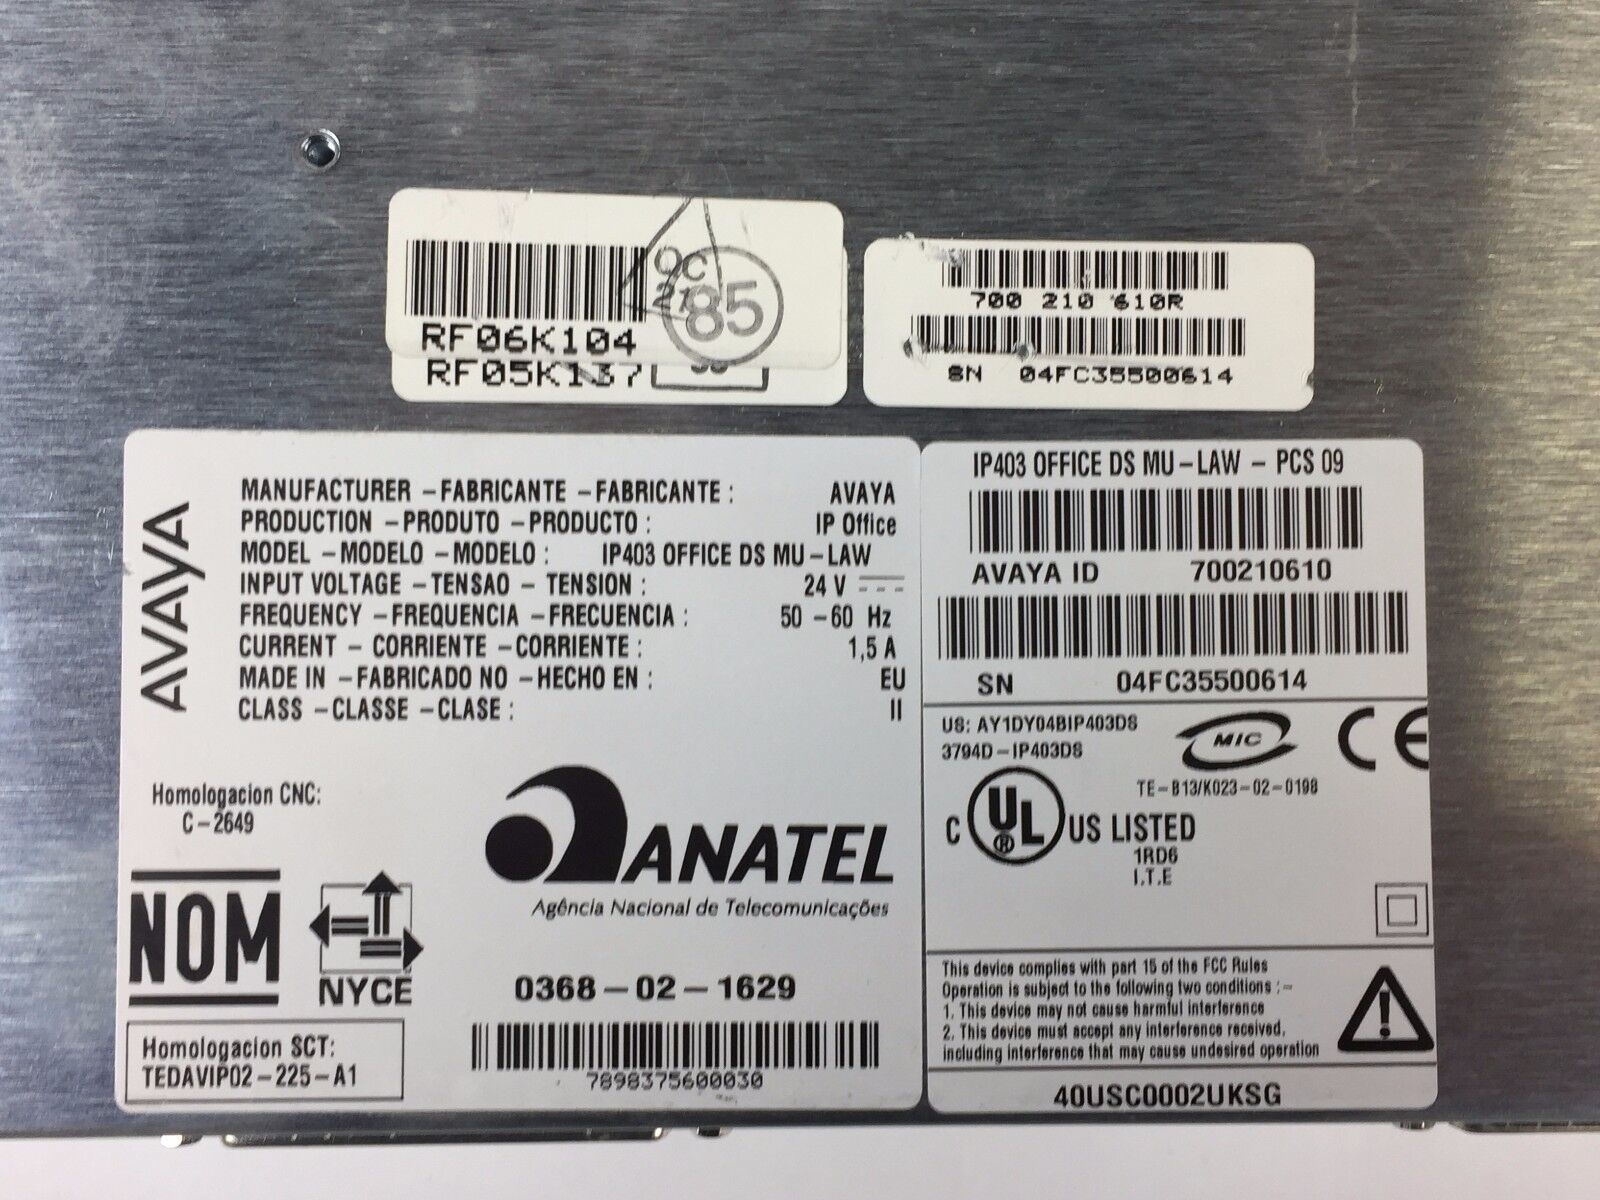 QC
21
85
RF06K104
RF05K137
700 210 610R
SN 04FC35500614
AVAYA
MANUFACTURER – FABRICANTE – FABRICANTE : AVAYA
PRODUCTION – PRODUTO – PRODUCTO : IP Office
MODEL – MODELO – MODELO : IP403 OFFICE DS MU – LAW
INPUT VOLTAGE – TENSAO – TENSION : 24 V
FREQUENCY – FREQUENCIA – FRECUENCIA : 50 – 60 Hz
CURRENT – CORRIENTE – CORRIENTE : 1,5 A
MADE IN – FABRICADO NO – HECHO EN : EU
CLASS – CLASSE – CLASE : II
Homologacion CNC:
C – 2649
NOM
NYCE
Homologacion SCT:
TEDAVIP02 – 225 – A1
ANATEL
Agência Nacional de Telecomunicações
0368 – 02 – 1629
7898375600030
IP403 OFFICE DS MU – LAW – PCS 09
AVAYA ID 700210610
SN 04FC35500614
US: AY1DY04BIP403DS
3794D – IP403DS
MIC
CE
TE – B13/K023 – 02 – 0198
C UL ® US LISTED
1RD6
I.T.E
This device complies with part 15 of the FCC Rules
Operation is subject to the following two conditions : –
1. This device may not cause harmful interference
2. This device must accept any interference received,
including interference that may cause undesired operation
40USC0002UKSG